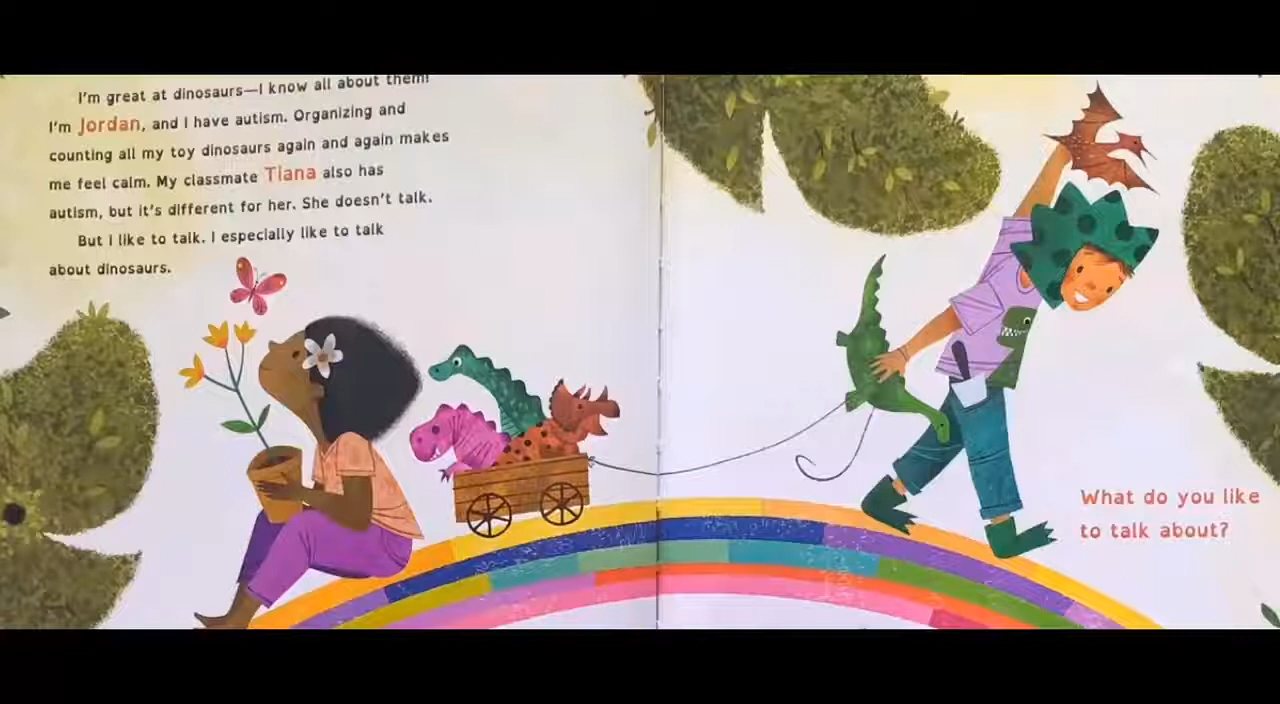 I'm great at dinosaurs—I know all about them!
I'm Jordan, and I have autism. Organizing and
counting all my toy dinosaurs again and again makes
me feel calm. My classmate Tiana also has
autism, but it's different for her. She doesn't talk.
But I like to talk. I especially like to talk
about dinosaurs.
What do you like
to talk about?